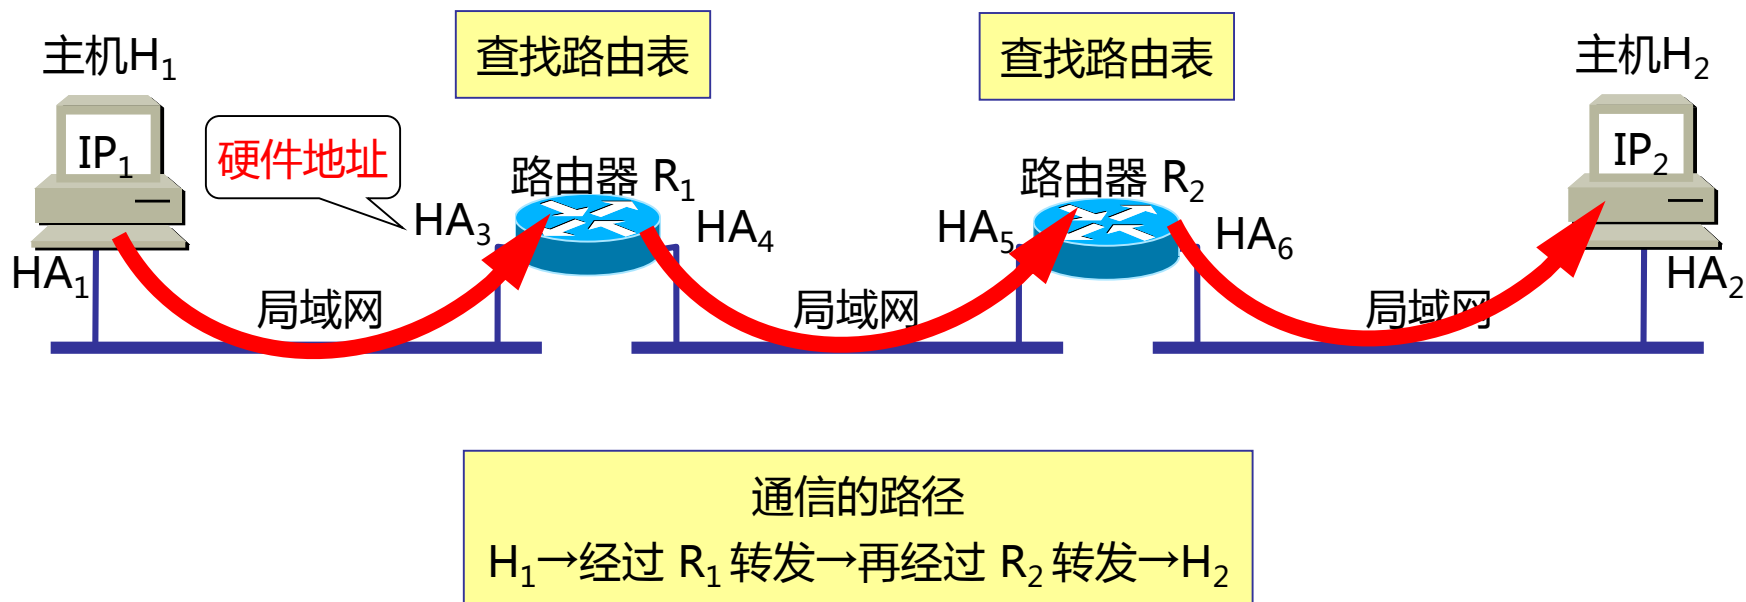 主机H₁
查找路由表
查找路由表
主机H₂
IP₁
硬件地址
路由器 R₁
路由器 R₂
IP₂
HA₃
HA₄
HA₅
HA₆
HA₁
HA₂
局域网
局域网
局域网
通信的路径
H₁→经过 R₁ 转发→再经过 R₂ 转发→H₂